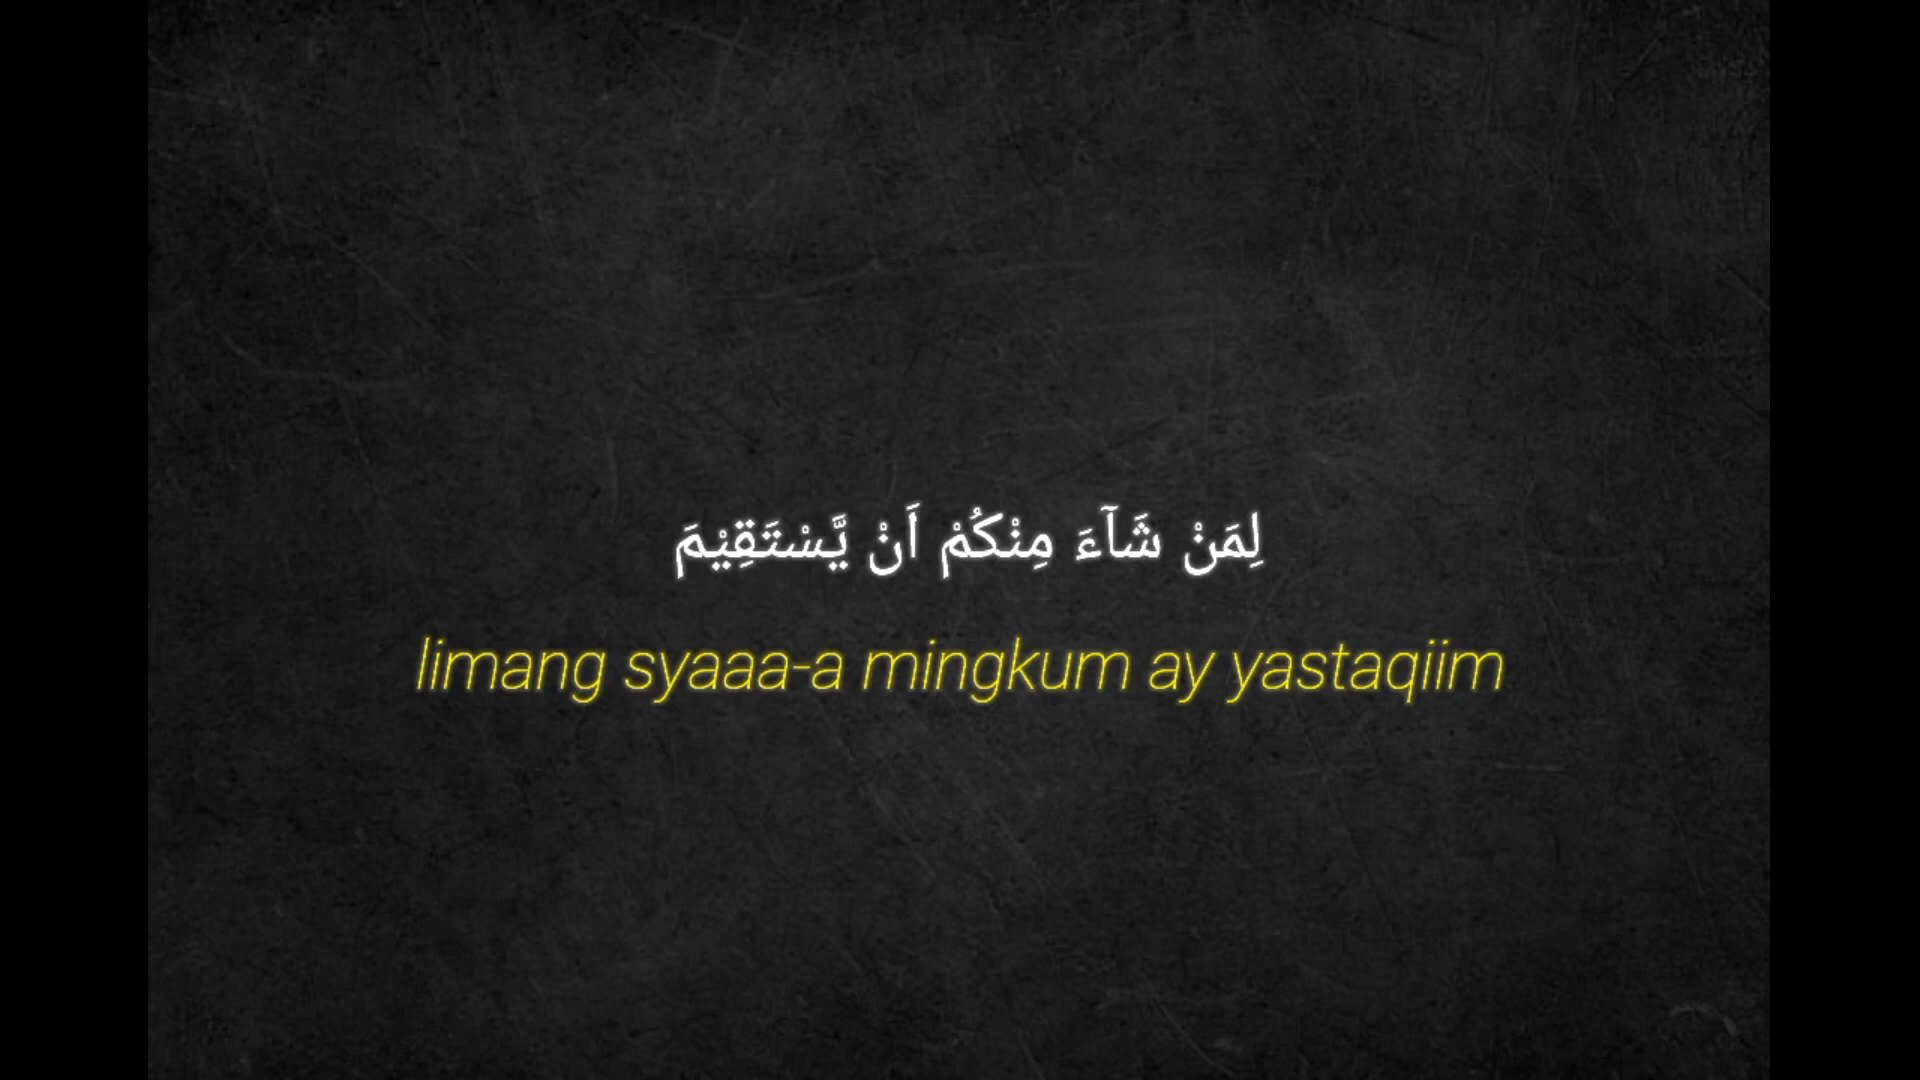 لِمَنْ شَآءَ مِنْكُمْ اَنْ يَّسْتَقِيْمَ
limang syaaa-a mingkum ay yastaqiim